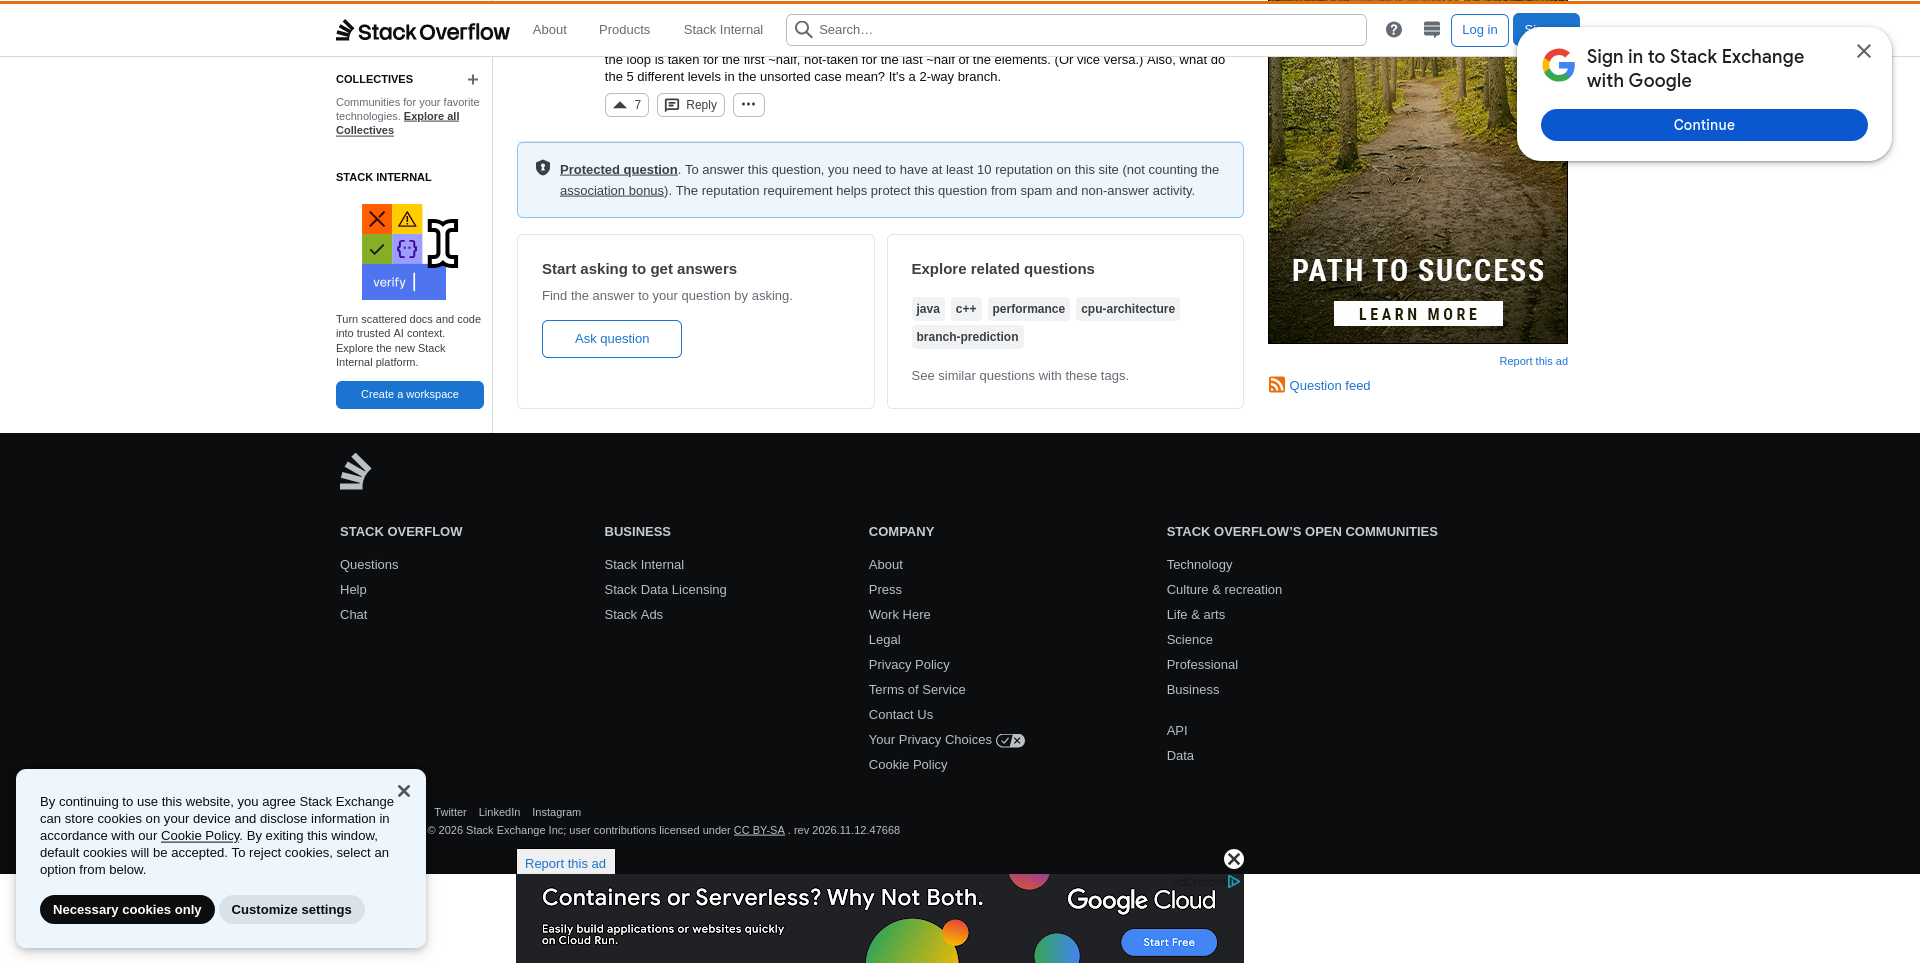 Stack Overflow
About
Products
Stack Internal
Search…
Log in
Sign in to Stack Exchange
with Google
Continue
COLLECTIVES
Communities for your favorite
technologies. Explore all
Collectives
STACK INTERNAL
verify
Turn scattered docs and code
into trusted AI context.
Explore the new Stack
Internal platform.
Create a workspace
the loop is taken for the first ~half, not-taken for the last ~half of the elements. (Or vice versa.) Also, what do
the 5 different levels in the unsorted case mean? It's a 2-way branch.
7
Reply
Protected question. To answer this question, you need to have at least 10 reputation on this site (not counting the
association bonus). The reputation requirement helps protect this question from spam and non-answer activity.
Start asking to get answers
Find the answer to your question by asking.
Ask question
Explore related questions
java c++ performance cpu-architecture
branch-prediction
See similar questions with these tags.
PATH TO SUCCESS
LEARN MORE
Report this ad
Question feed
STACK OVERFLOW
Questions
Help
Chat
BUSINESS
Stack Internal
Stack Data Licensing
Stack Ads
COMPANY
About
Press
Work Here
Legal
Privacy Policy
Terms of Service
Contact Us
Your Privacy Choices
Cookie Policy
STACK OVERFLOW'S OPEN COMMUNITIES
Technology
Culture & recreation
Life & arts
Science
Professional
Business
API
Data
Twitter LinkedIn Instagram
© 2026 Stack Exchange Inc; user contributions licensed under CC BY-SA . rev 2026.11.12.47668
By continuing to use this website, you agree Stack Exchange
can store cookies on your device and disclose information in
accordance with our Cookie Policy. By exiting this window,
default cookies will be accepted. To reject cookies, select an
option from below.
Necessary cookies only
Customize settings
Report this ad
Containers or Serverless? Why Not Both.
Easily build applications or websites quickly
on Cloud Run.
Google Cloud
Start Free